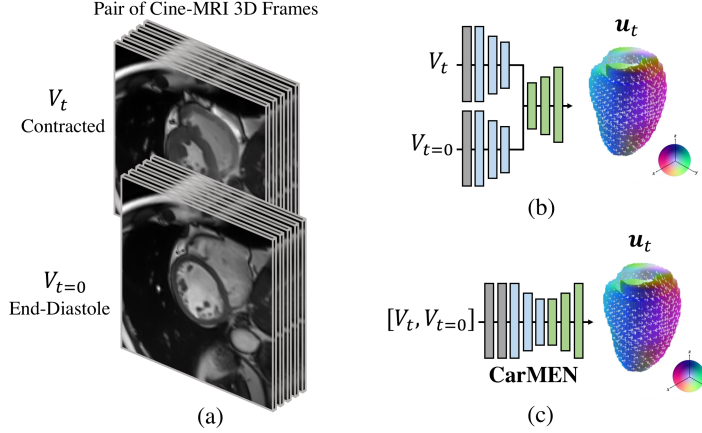 Pair of Cine-MRI 3D Frames
V_t
Contracted
V_{t=0}
End-Diastole
(a)
V_t
V_{t=0}
u_t
z
x
y
(b)
[V_t, V_{t=0}]
CarMEN
u_t
z
x
(c)